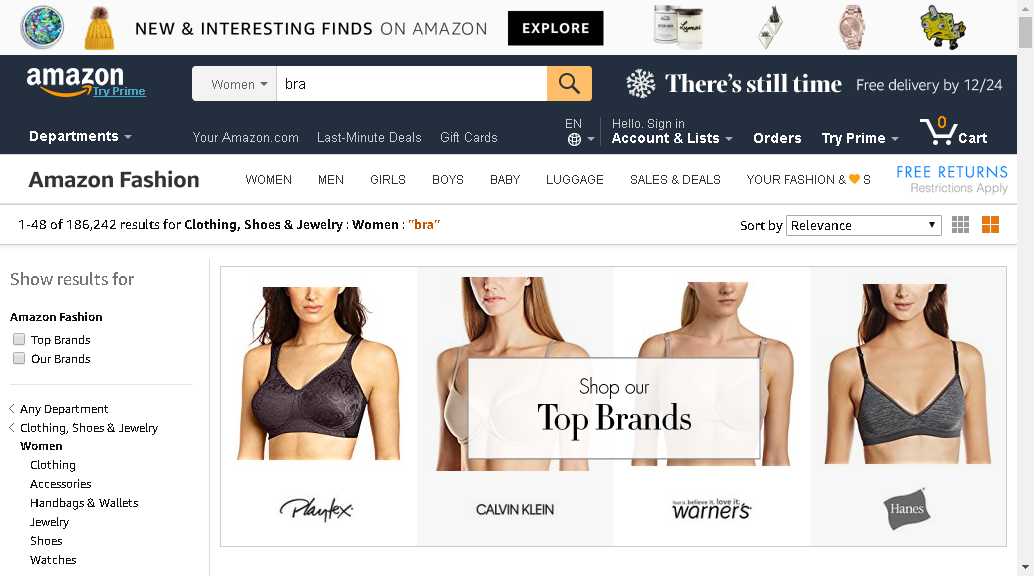 NEW & INTERESTING FINDS ON AMAZON
EXPLORE
amazon
Try Prime
Women
bra
There's still time
Free delivery by 12/24
Departments
Your Amazon.com
Last-Minute Deals
Gift Cards
EN
Hello. Sign in
Account & Lists
Orders
Try Prime
0
Cart
Amazon Fashion
WOMEN
MEN
GIRLS
BOYS
BABY
LUGGAGE
SALES & DEALS
YOUR FASHION & 🧡 S
FREE RETURNS
Restrictions Apply
1-48 of 186,242 results for Clothing, Shoes & Jewelry : Women : "bra"
Sort by
Relevance
Show results for
Amazon Fashion
Top Brands
Our Brands
Any Department
Clothing, Shoes & Jewelry
Women
Clothing
Accessories
Handbags & Wallets
Jewelry
Shoes
Watches
Shop our
Top Brands
Playtex
CALVIN KLEIN
feel it. believe it. love it.
warner's
Hanes